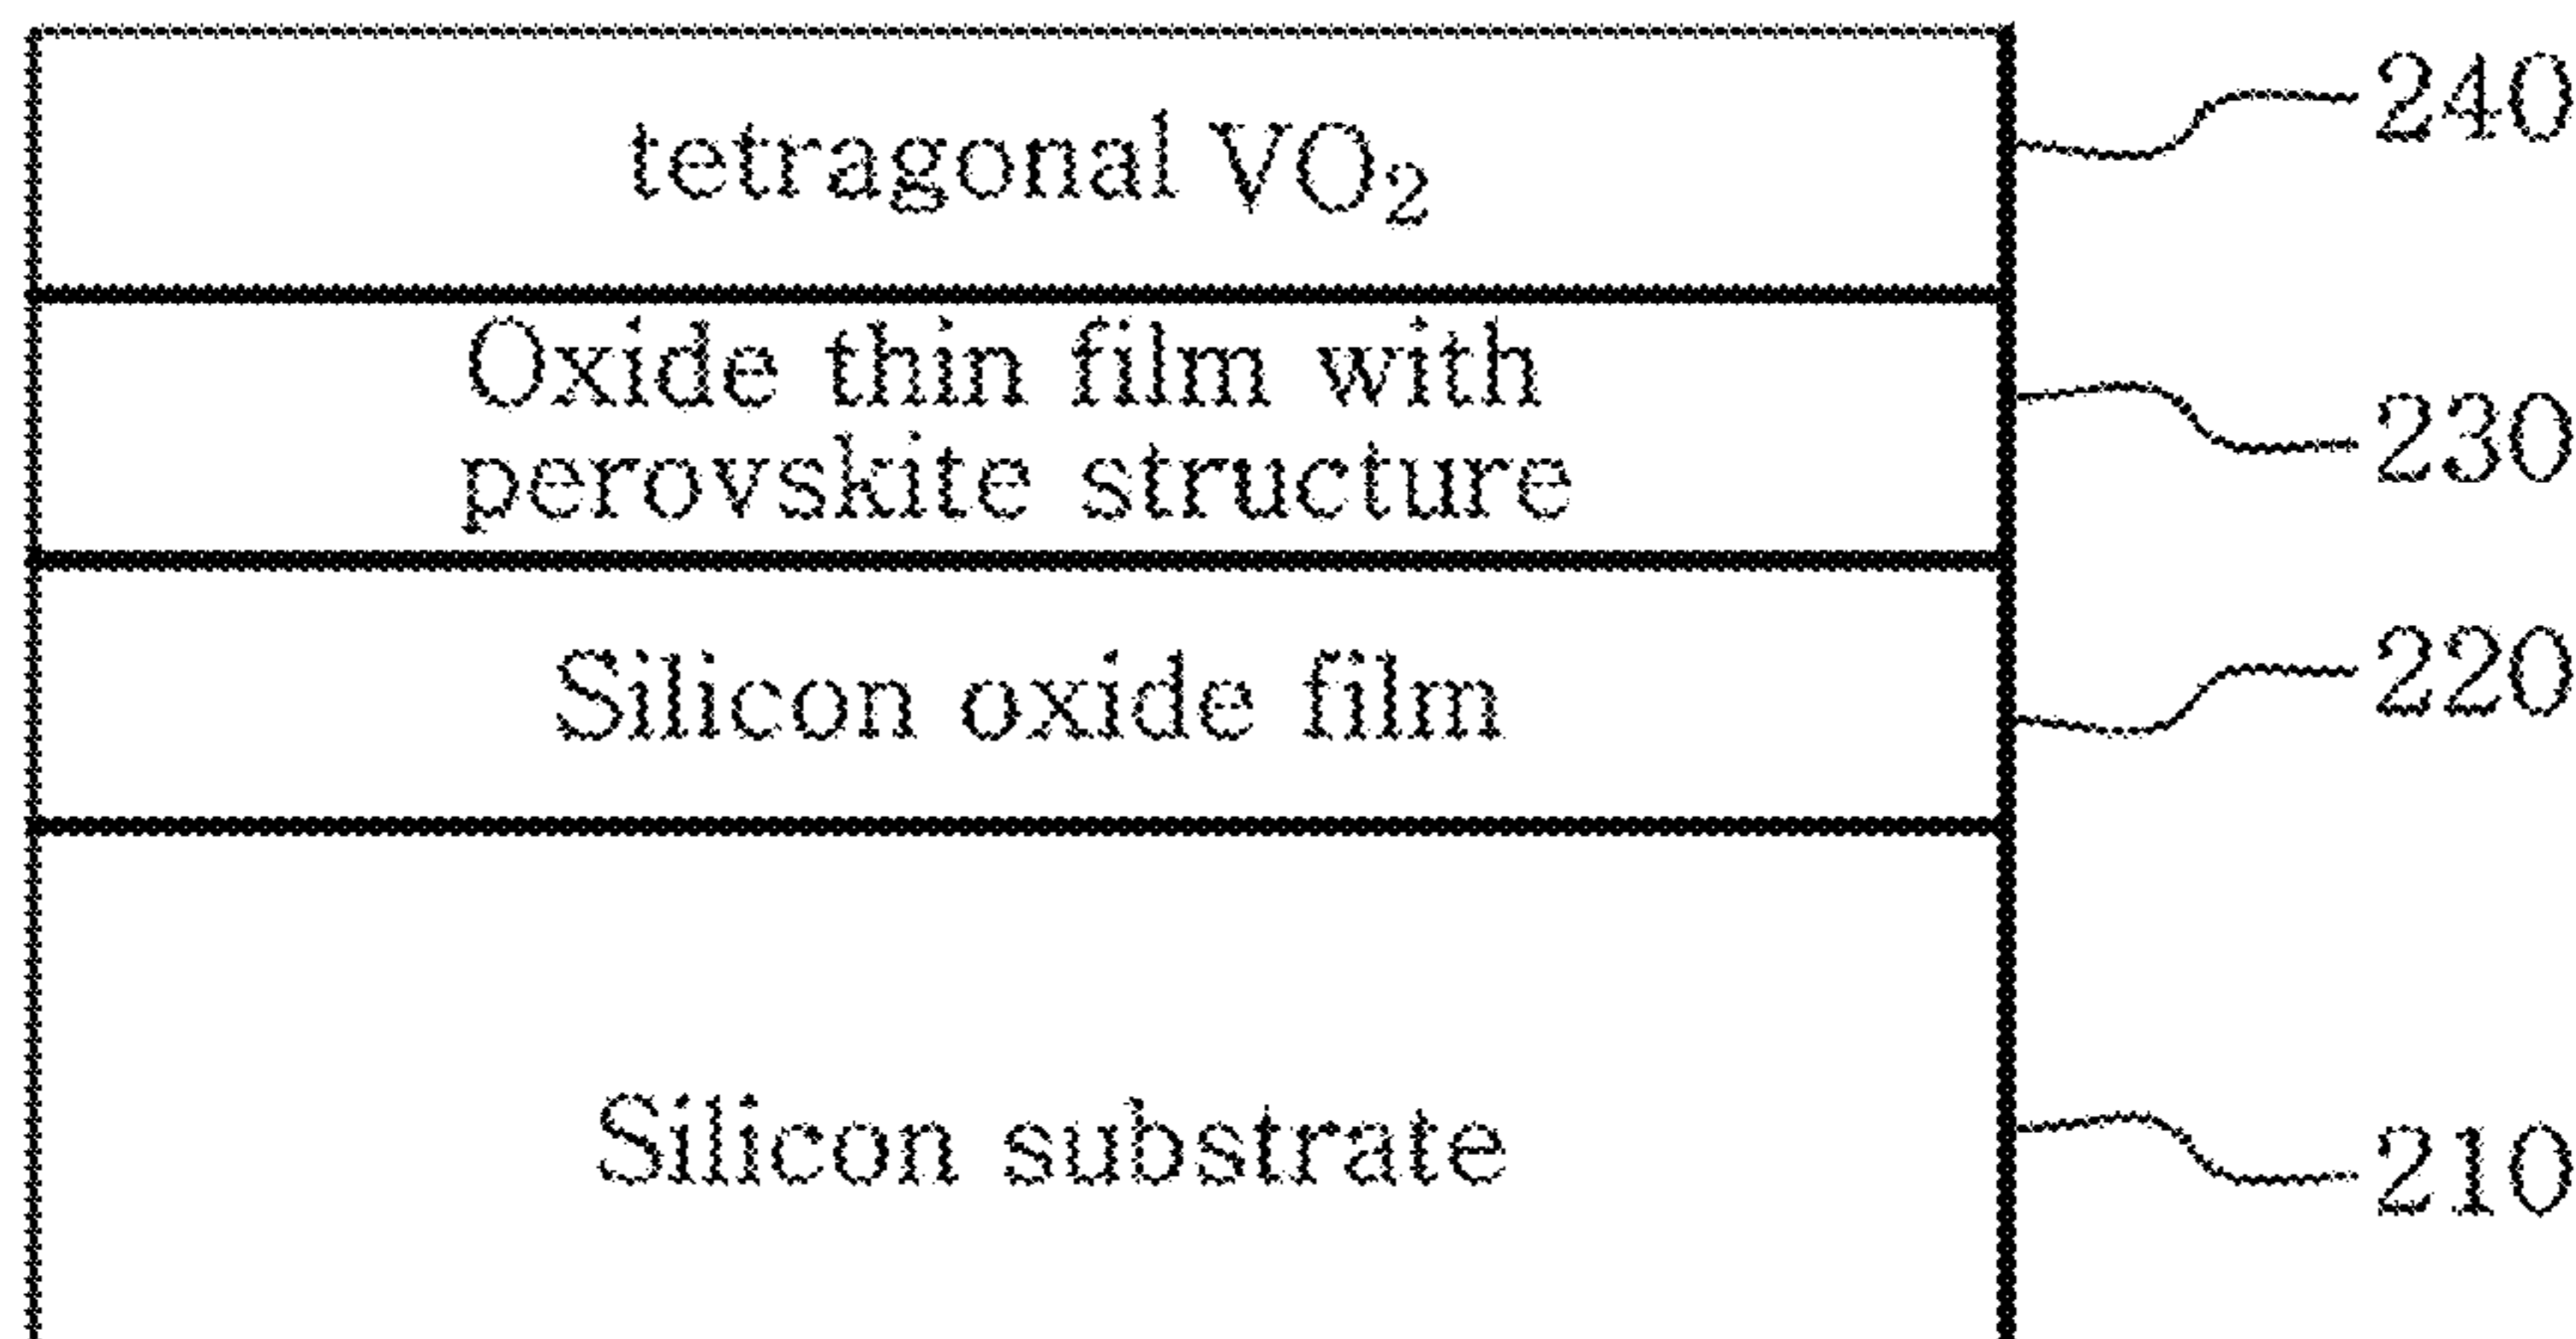 tetragonal VO₂ 240
Oxide thin film with
perovskite structure 230
Silicon oxide film 220
Silicon substrate 210